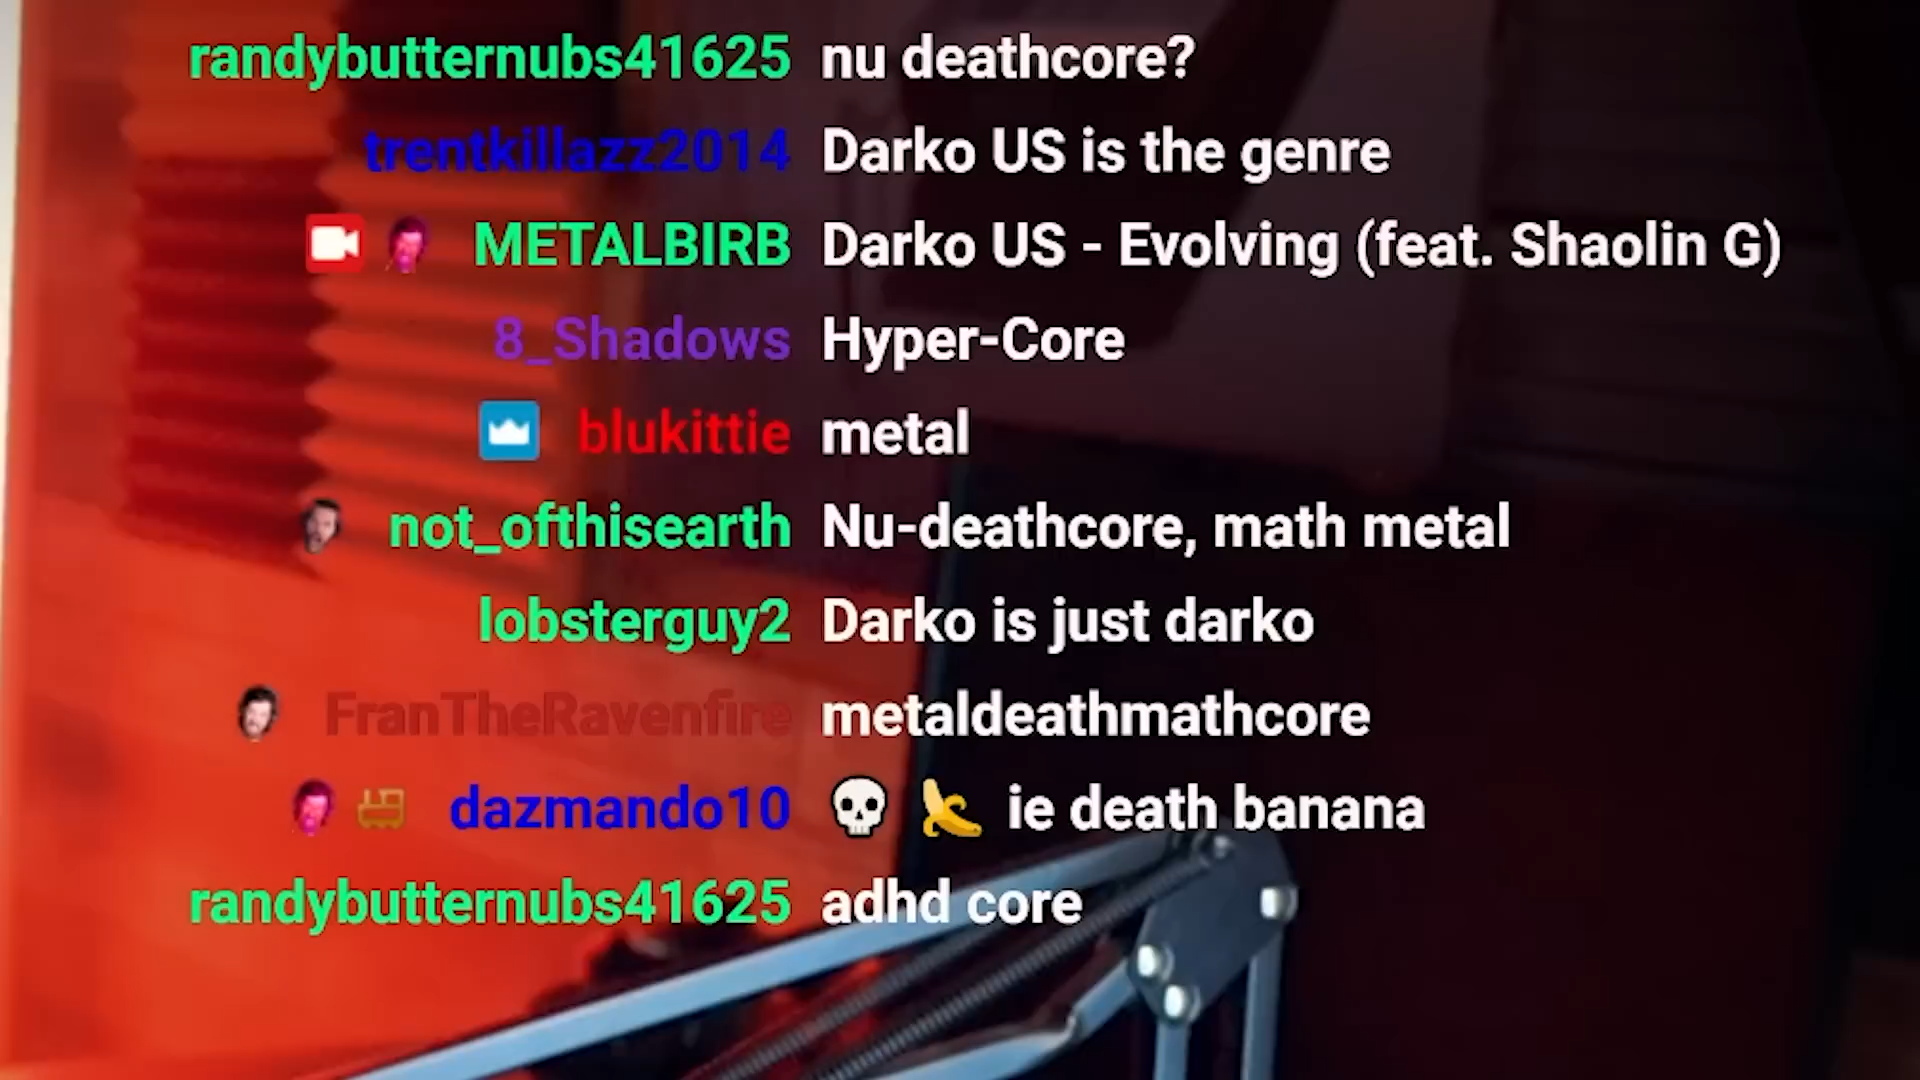 randybutternubs41625 nu deathcore?
trentkillazz2014 Darko US is the genre
METALBIRB Darko US - Evolving (feat. Shaolin G)
8_Shadows Hyper-Core
blukittie metal
not_ofthisearth Nu-deathcore, math metal
lobsterguy2 Darko is just darko
FranTheRavenfire metaldeathmathcore
dazmando10 💀 🍌 ie death banana
randybutternubs41625 adhd core